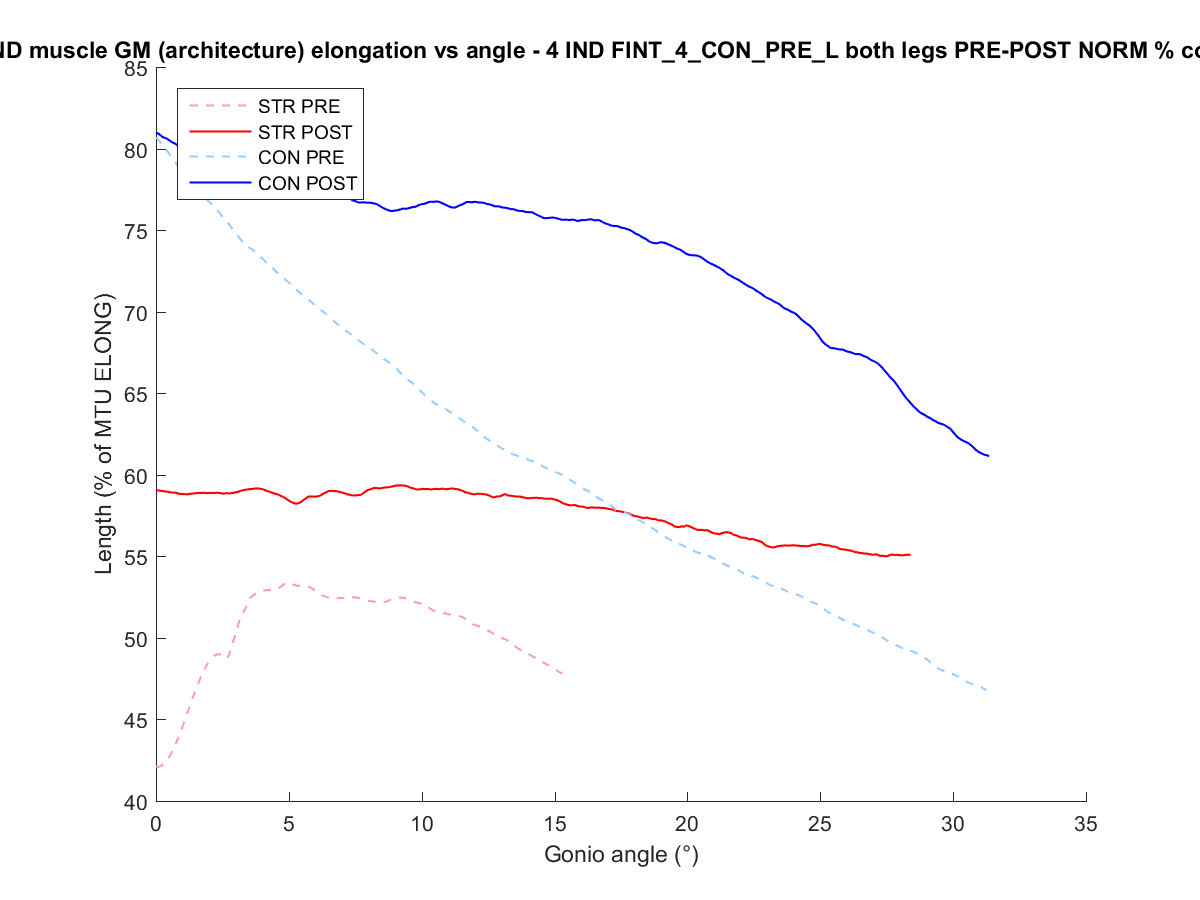 ND muscle GM (architecture) elongation vs angle - 4 IND FINT_4_CON_PRE_L both legs PRE-POST NORM % co
85
80
75
70
65
60
55
50
45
40
Length (% of MTU ELONG)
STR PRE
STR POST
CON PRE
CON POST
0 5 10 15 20 25 30 35
Gonio angle (°)